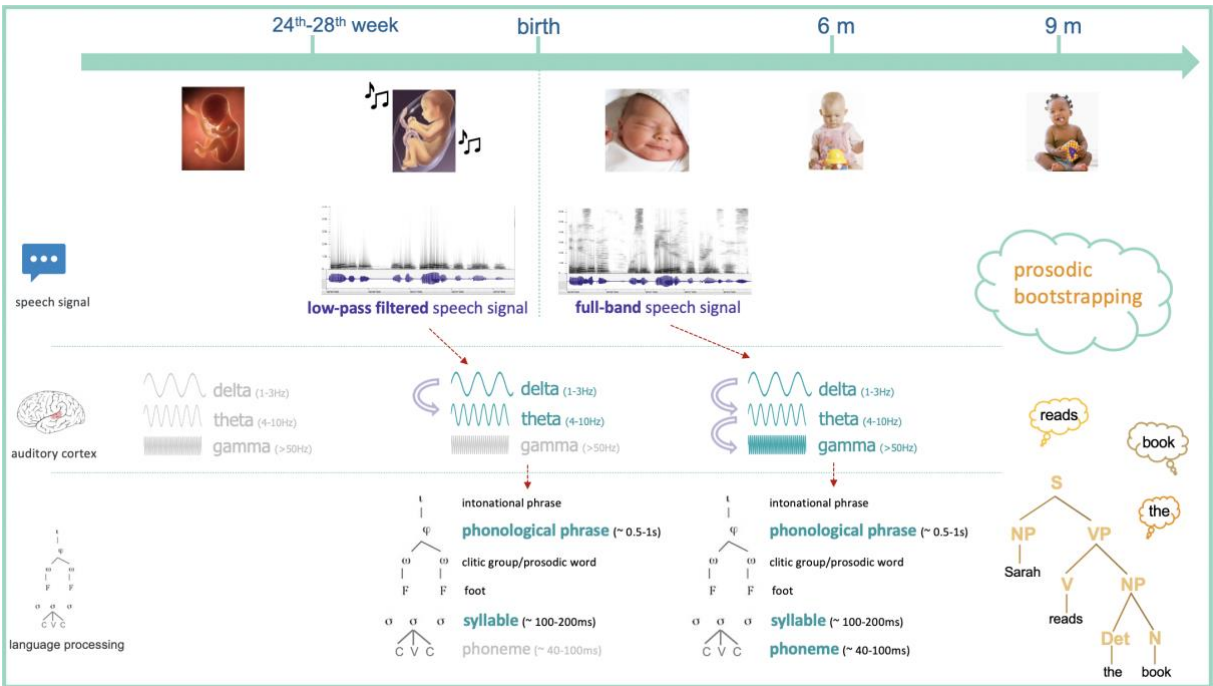 24th-28th week
birth
6 m
9 m
speech signal
low-pass filtered speech signal
full-band speech signal
prosodic
bootstrapping
auditory cortex
delta (1-3Hz)
theta (4-10Hz)
gamma (>50Hz)
delta (1-3Hz)
theta (4-10Hz)
gamma (>50Hz)
delta (1-3Hz)
theta (4-10Hz)
gamma (>50Hz)
reads
book
the
language processing
ι
φ
ω ω
F F
σ σ σ
C V C
ι intonational phrase
φ phonological phrase (~ 0.5-1s)
ω ω clitic group/prosodic word
F F foot
σ σ σ syllable (~ 100-200ms)
C V C phoneme (~ 40-100ms)
ι intonational phrase
φ phonological phrase (~ 0.5-1s)
ω ω clitic group/prosodic word
F F foot
σ σ σ syllable (~ 100-200ms)
C V C phoneme (~ 40-100ms)
S
NP VP
Sarah
V NP
reads
Det N
the book